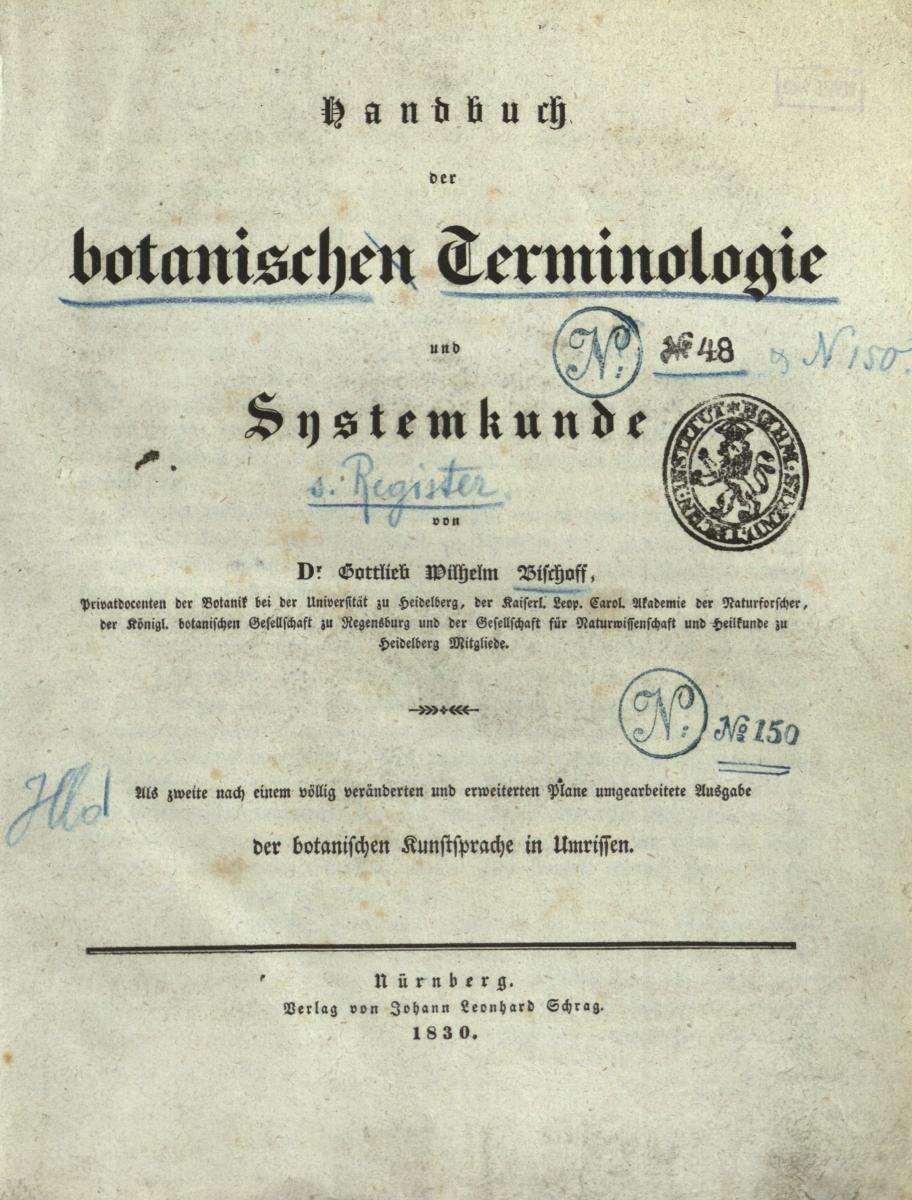 Handbuch
der
botanischen Terminologie
und
N: № 48 & N 150.
Systemkunde
s. Register
von
Dr Gottlieb Wilhelm Bischoff,
Privatdocenten der Botanik bei der Universität zu Heidelberg, der Kaiserl. Leop. Carol. Akademie der Naturforscher,
der Königl. botanischen Gesellschaft zu Regensburg und der Gesellschaft für Naturwissenschaft und Heilkunde zu
Heidelberg Mitgliede.
N: № 150
Als zweite nach einem völlig veränderten und erweiterten Plane umgearbeitete Ausgabe
der botanischen Kunstsprache in Umrissen.
Nürnberg.
Verlag von Johann Leonhard Schrag.
1830.